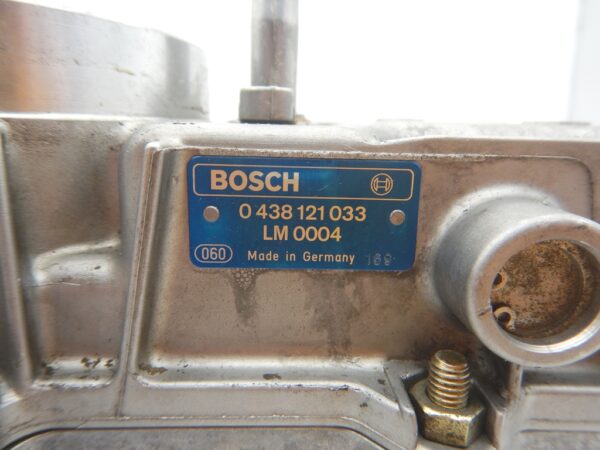 BOSCH
0 438 121 033
LM 0004
060 Made in Germany